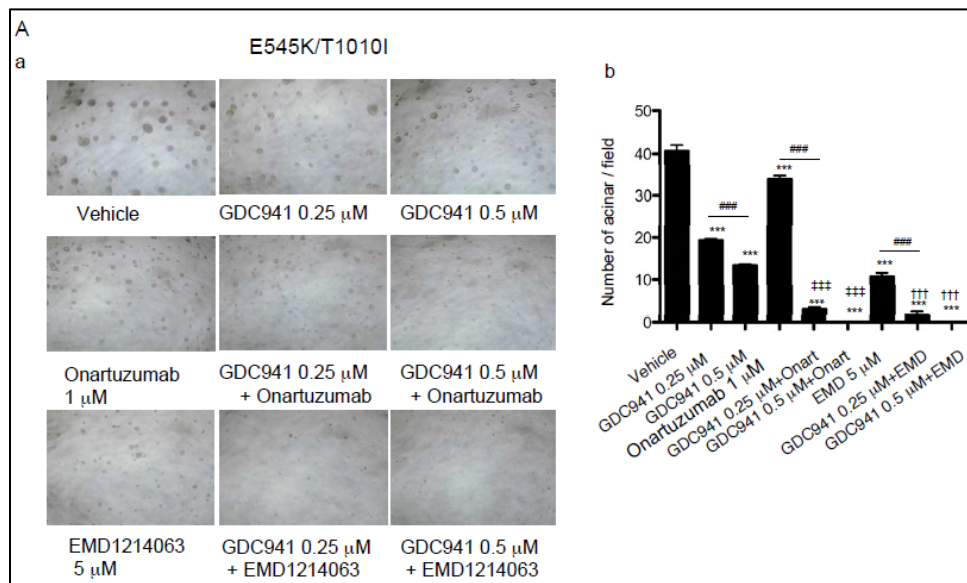 A
E545K/T1010I
a
Vehicle
GDC941 0.25 μM
GDC941 0.5 μM
Onartuzumab
1 μM
GDC941 0.25 μM
+ Onartuzumab
GDC941 0.5 μM
+ Onartuzumab
EMD1214063
5 μM
GDC941 0.25 μM
+ EMD1214063
GDC941 0.5 μM
+ EMD1214063
b
Number of acinar / field
50
40
30
20
10
0
###
***
###
***
***
###
***
‡‡‡
***
‡‡‡
***
†††
***
†††
***
Vehicle
GDC941 0.25 μM
GDC941 0.5 μM
Onartuzumab 1 μM
GDC941 0.25 μM+Onart
GDC941 0.5 μM+Onart
EMD 5 μM
GDC941 0.25 μM+EMD
GDC941 0.5 μM+EMD